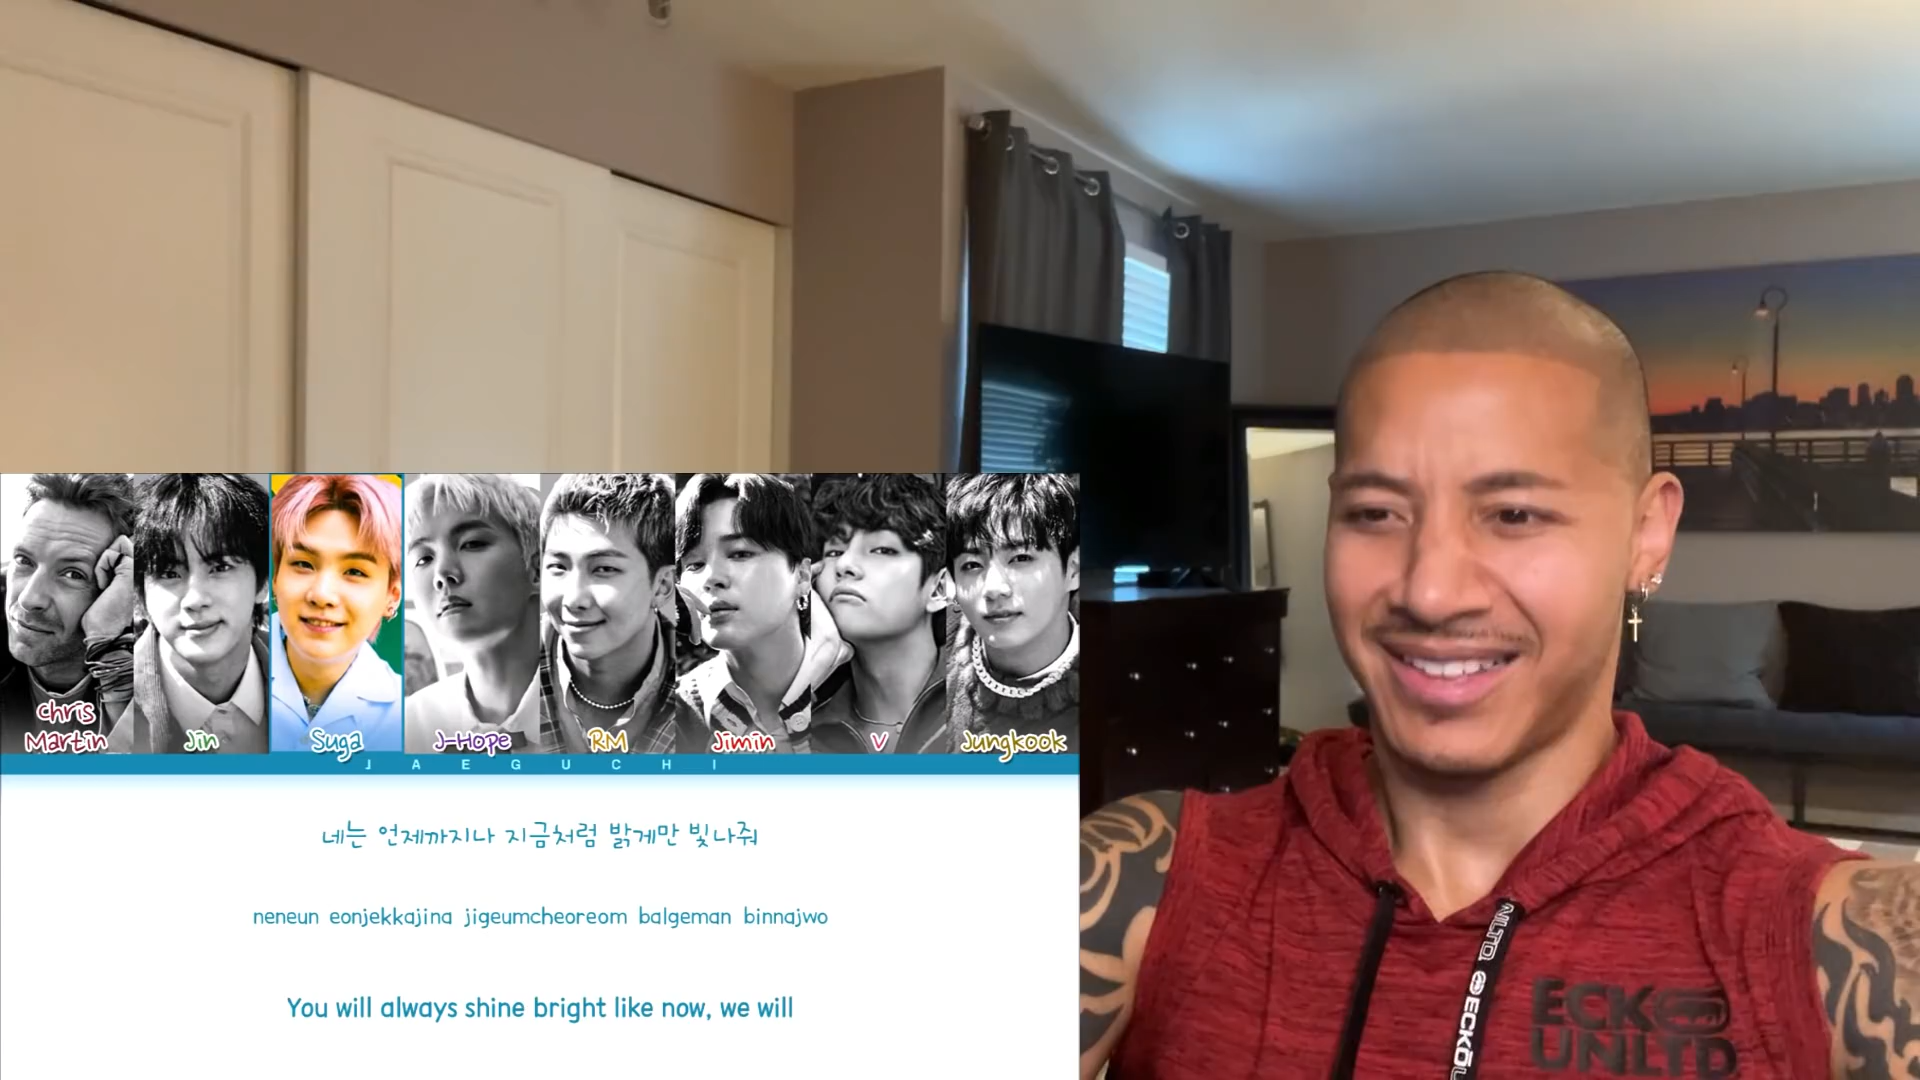 Chris
Martin
Jin
Suga
J-Hope
RM
Jimin
V
Jungkook
J A E G U C H I
네는 언제까지나 지금처럼 밝게만 빛나줘
neneun eonjekkajina jigeumcheoreom balgeman binnajwo
You will always shine bright like now, we will
NLTD.
ECKO
ECKO
UNLTD